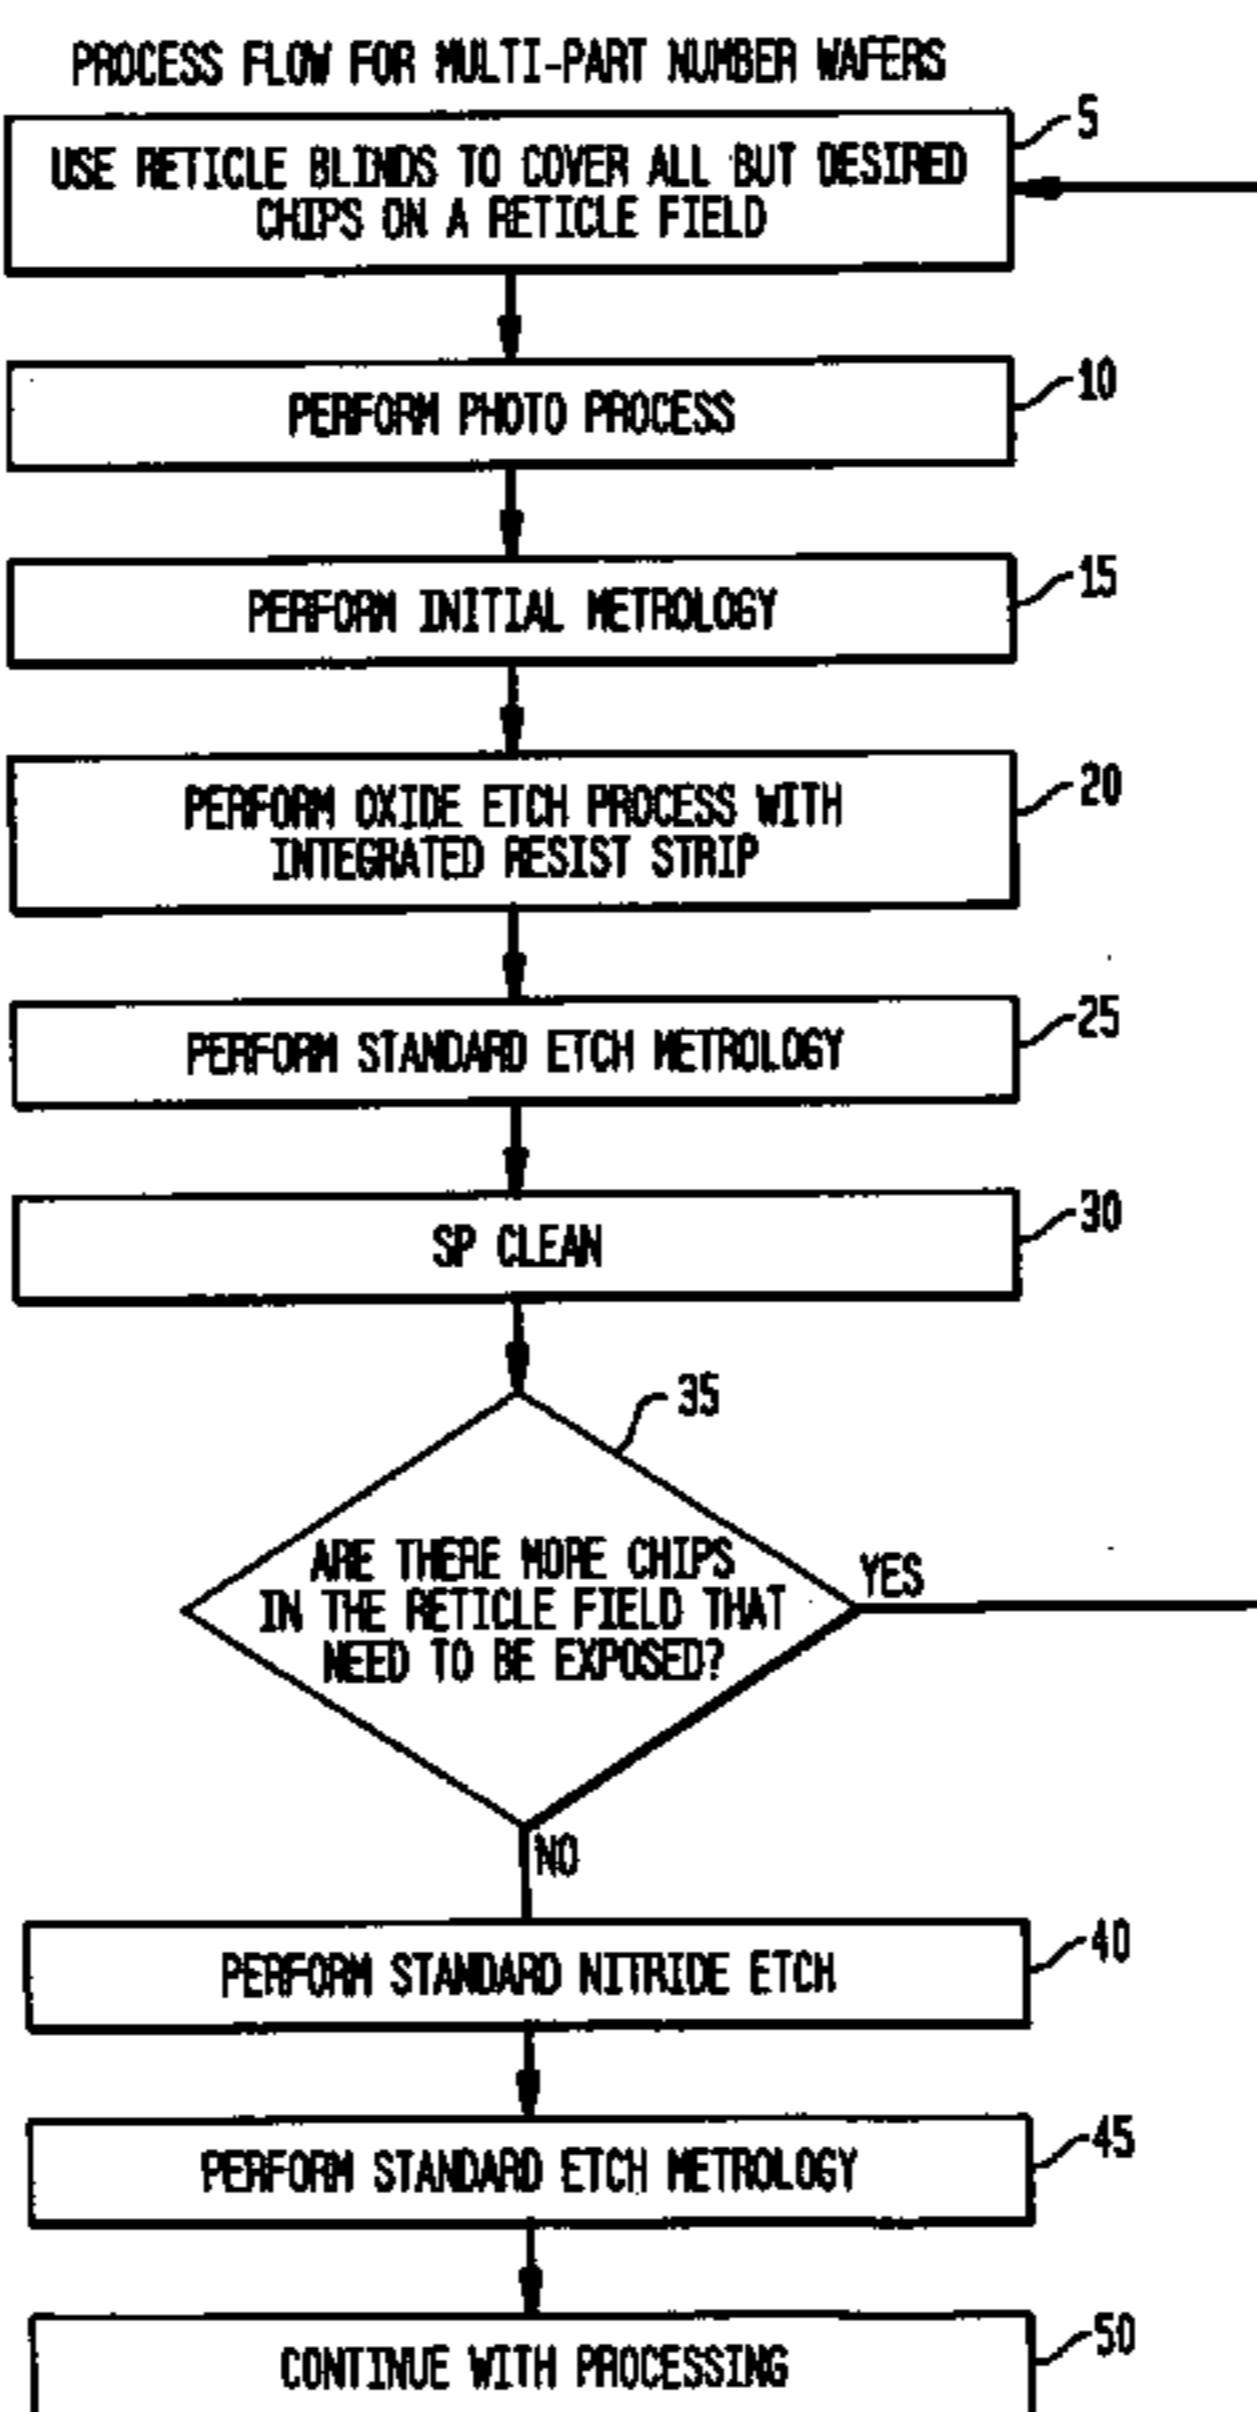 PROCESS FLOW FOR MULTI-PART NUMBER WAFERS
5
USE RETICLE BLINDS TO COVER ALL BUT DESIRED
CHIPS ON A RETICLE FIELD
10
PERFORM PHOTO PROCESS
15
PERFORM INITIAL METROLOGY
20
PERFORM OXIDE ETCH PROCESS WITH
INTEGRATED RESIST STRIP
25
PERFORM STANDARD ETCH METROLOGY
30
SP CLEAN
35
ARE THERE MORE CHIPS
IN THE RETICLE FIELD THAT
NEED TO BE EXPOSED?
YES
NO
40
PERFORM STANDARD NITRIDE ETCH
45
PERFORM STANDARD ETCH METROLOGY
50
CONTINUE WITH PROCESSING